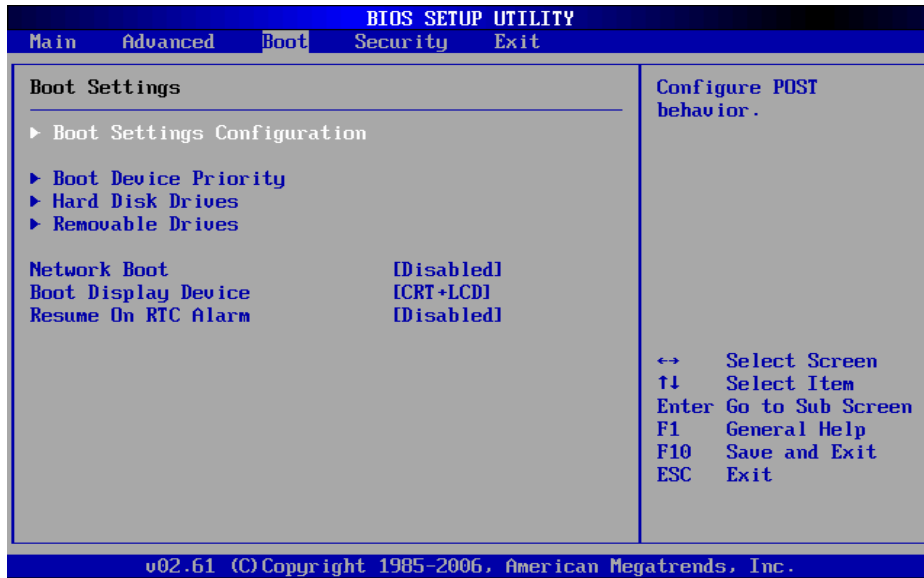 BIOS SETUP UTILITY
Main Advanced Boot Security Exit
Boot Settings
▶ Boot Settings Configuration
▶ Boot Device Priority
▶ Hard Disk Drives
▶ Removable Drives
Network Boot [Disabled]
Boot Display Device [CRT+LCD]
Resume On RTC Alarm [Disabled]
Configure POST
behavior.
←→ Select Screen
↑↓ Select Item
Enter Go to Sub Screen
F1 General Help
F10 Save and Exit
ESC Exit
v02.61 (C)Copyright 1985-2006, American Megatrends, Inc.